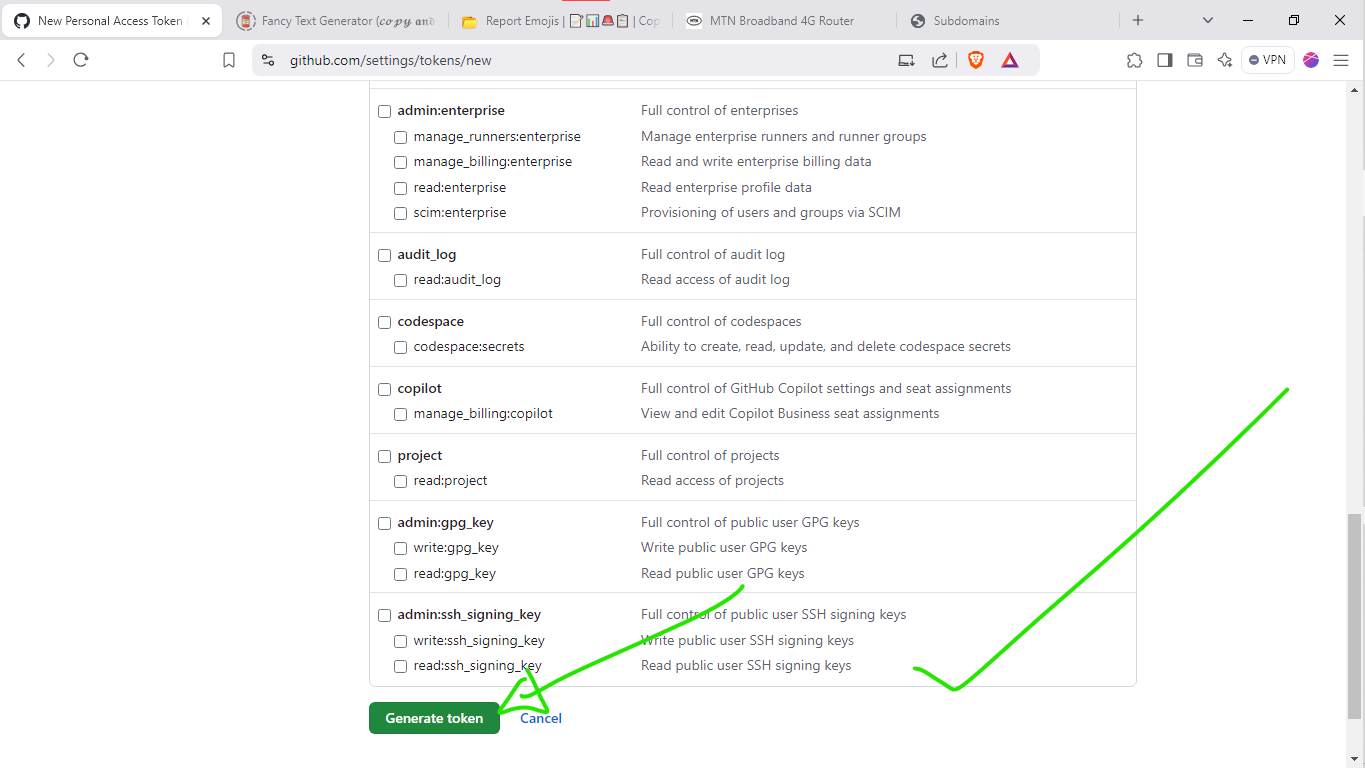 New Personal Access Token
Fancy Text Generator (𝓬𝓸𝓹𝔂 𝓪𝓷𝓭
Report Emojis | 📝📊🚨📋 | Cop
MTN Broadband 4G Router
Subdomains
github.com/settings/tokens/new
VPN
admin:enterprise Full control of enterprises
manage_runners:enterprise Manage enterprise runners and runner groups
manage_billing:enterprise Read and write enterprise billing data
read:enterprise Read enterprise profile data
scim:enterprise Provisioning of users and groups via SCIM
audit_log Full control of audit log
read:audit_log Read access of audit log
codespace Full control of codespaces
codespace:secrets Ability to create, read, update, and delete codespace secrets
copilot Full control of GitHub Copilot settings and seat assignments
manage_billing:copilot View and edit Copilot Business seat assignments
project Full control of projects
read:project Read access of projects
admin:gpg_key Full control of public user GPG keys
write:gpg_key Write public user GPG keys
read:gpg_key Read public user GPG keys
admin:ssh_signing_key Full control of public user SSH signing keys
write:ssh_signing_key Write public user SSH signing keys
read:ssh_signing_key Read public user SSH signing keys
Generate token Cancel